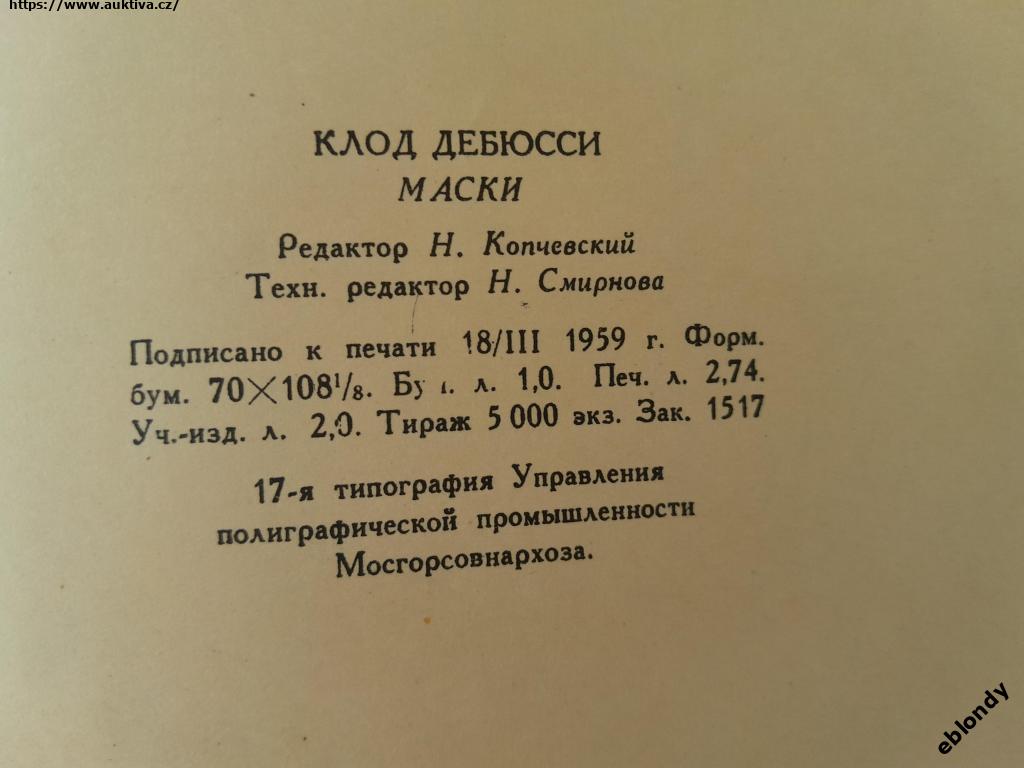 https://www.auktiva.cz/
КЛОД ДЕБЮССИ
МАСКИ
Редактор Н. Копчевский
Техн. редактор Н. Смирнова
Подписано к печати 18/III 1959 г. Форм.
бум. 70×108¹/₈. л. 1,0. Печ. л. 2,74.
Уч.-изд. л. 2,0. Тираж 5 000 экз. Зак. 1517
17-я типография Управления
полиграфической промышленности
Мосгорсовнархоза.
eblondy